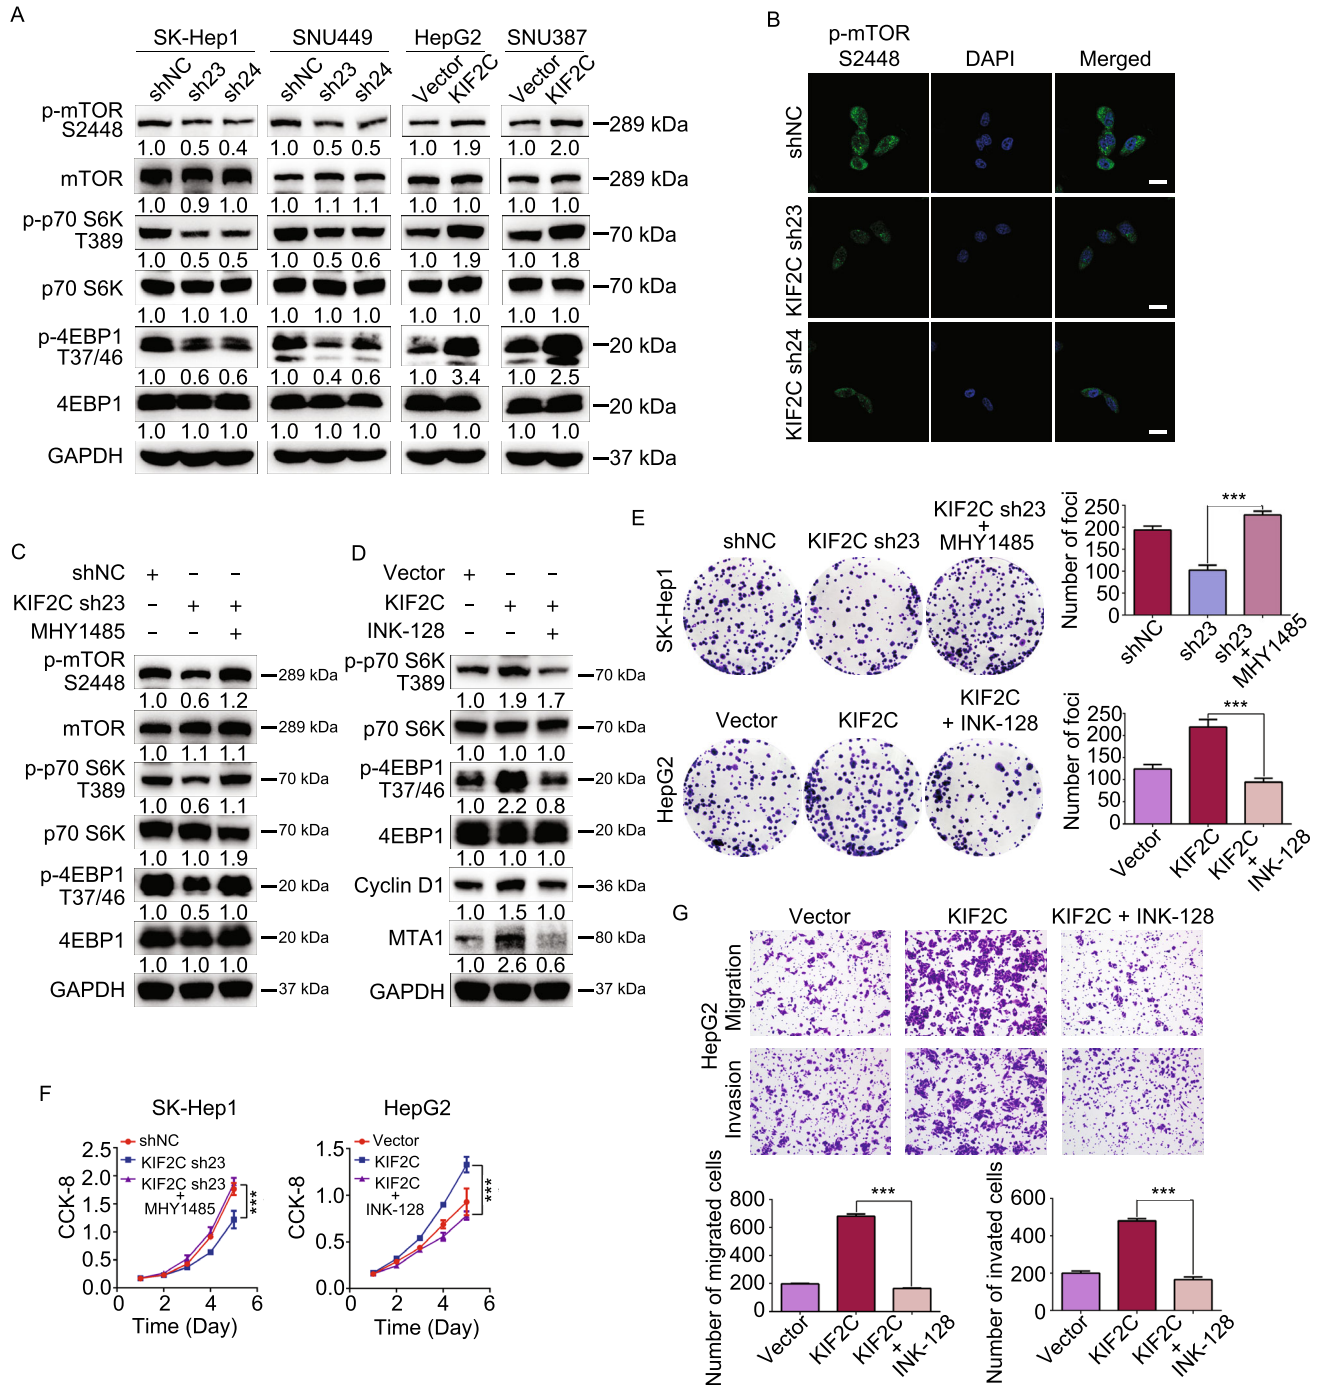 A
SK-Hep1 SNU449 HepG2 SNU387
shNC sh23 sh24 shNC sh23 sh24 Vector KIF2C Vector KIF2C
p-mTOR S2448 289 kDa
1.0 0.5 0.4 1.0 0.5 0.5 1.0 1.9 1.0 2.0
mTOR 289 kDa
1.0 0.9 1.0 1.0 1.1 1.1 1.0 1.0 1.0 1.0
p-p70 S6K T389 70 kDa
1.0 0.5 0.5 1.0 0.5 0.6 1.0 1.9 1.0 1.8
p70 S6K 70 kDa
1.0 1.0 1.0 1.0 1.0 1.0 1.0 1.0 1.0 1.0
p-4EBP1 T37/46 20 kDa
1.0 0.6 0.6 1.0 0.4 0.6 1.0 3.4 1.0 2.5
4EBP1 20 kDa
1.0 1.0 1.0 1.0 1.0 1.0 1.0 1.0 1.0 1.0
GAPDH 37 kDa
B
p-mTOR
S2448 DAPI Merged
shNC
KIF2C sh23
KIF2C sh24
C
shNC + − −
KIF2C sh23 − + +
MHY1485 − − +
p-mTOR S2448 289 kDa
1.0 0.6 1.2
mTOR 289 kDa
1.0 1.1 1.1
p-p70 S6K T389 70 kDa
1.0 0.6 1.1
p70 S6K 70 kDa
1.0 1.0 1.9
p-4EBP1 T37/46 20 kDa
1.0 0.5 1.0
4EBP1 20 kDa
1.0 1.0 1.0
GAPDH 37 kDa
D
Vector + − −
KIF2C − + +
INK-128 − − +
p-p70 S6K T389 70 kDa
1.0 1.9 1.7
p70 S6K 70 kDa
1.0 1.0 1.0
p-4EBP1 T37/46 20 kDa
1.0 2.2 0.8
4EBP1 20 kDa
1.0 1.0 1.0
Cyclin D1 36 kDa
1.0 1.5 1.0
MTA1 80 kDa
1.0 2.6 0.6
GAPDH 37 kDa
E
SK-Hep1
shNC KIF2C sh23 KIF2C sh23 + MHY1485
Number of foci
250
200
150
100
50
0
***
shNC sh23 sh23 + MHY1485
HepG2
Vector KIF2C KIF2C + INK-128
Number of foci
250
200
150
100
50
0
***
Vector KIF2C KIF2C + INK-128
F
SK-Hep1
CCK-8
2.5
2.0
1.5
1.0
0.5
0.0
shNC
KIF2C sh23
KIF2C sh23
+
MHY1485
***
0 2 4 6
Time (Day)
HepG2
CCK-8
1.5
1.0
0.5
0.0
Vector
KIF2C
KIF2C
+
INK-128
***
0 2 4 6
Time (Day)
G
Vector KIF2C KIF2C + INK-128
HepG2
Migration
Invasion
Number of migrated cells
800
600
400
200
0
***
Vector KIF2C KIF2C + INK-128
Number of invated cells
600
400
200
0
***
Vector KIF2C KIF2C + INK-128